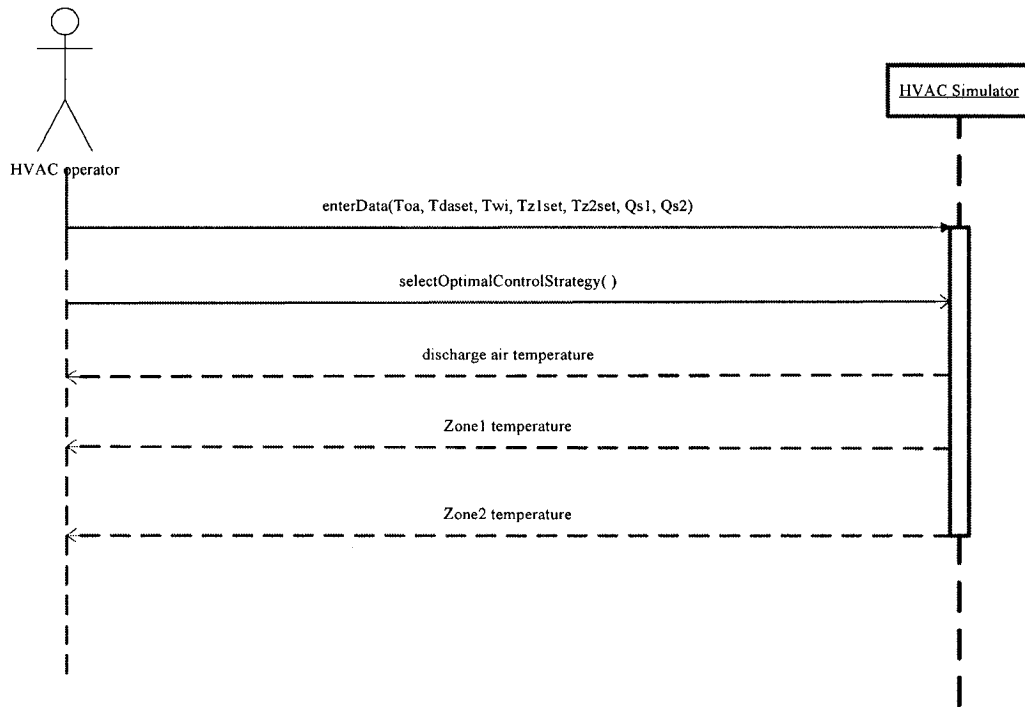 HVAC Simulator
HVAC operator
enterData(Toa, Tdaset, Twi, Tz1set, Tz2set, Qs1, Qs2)
selectOptimalControlStrategy( )
discharge air temperature
Zone1 temperature
Zone2 temperature